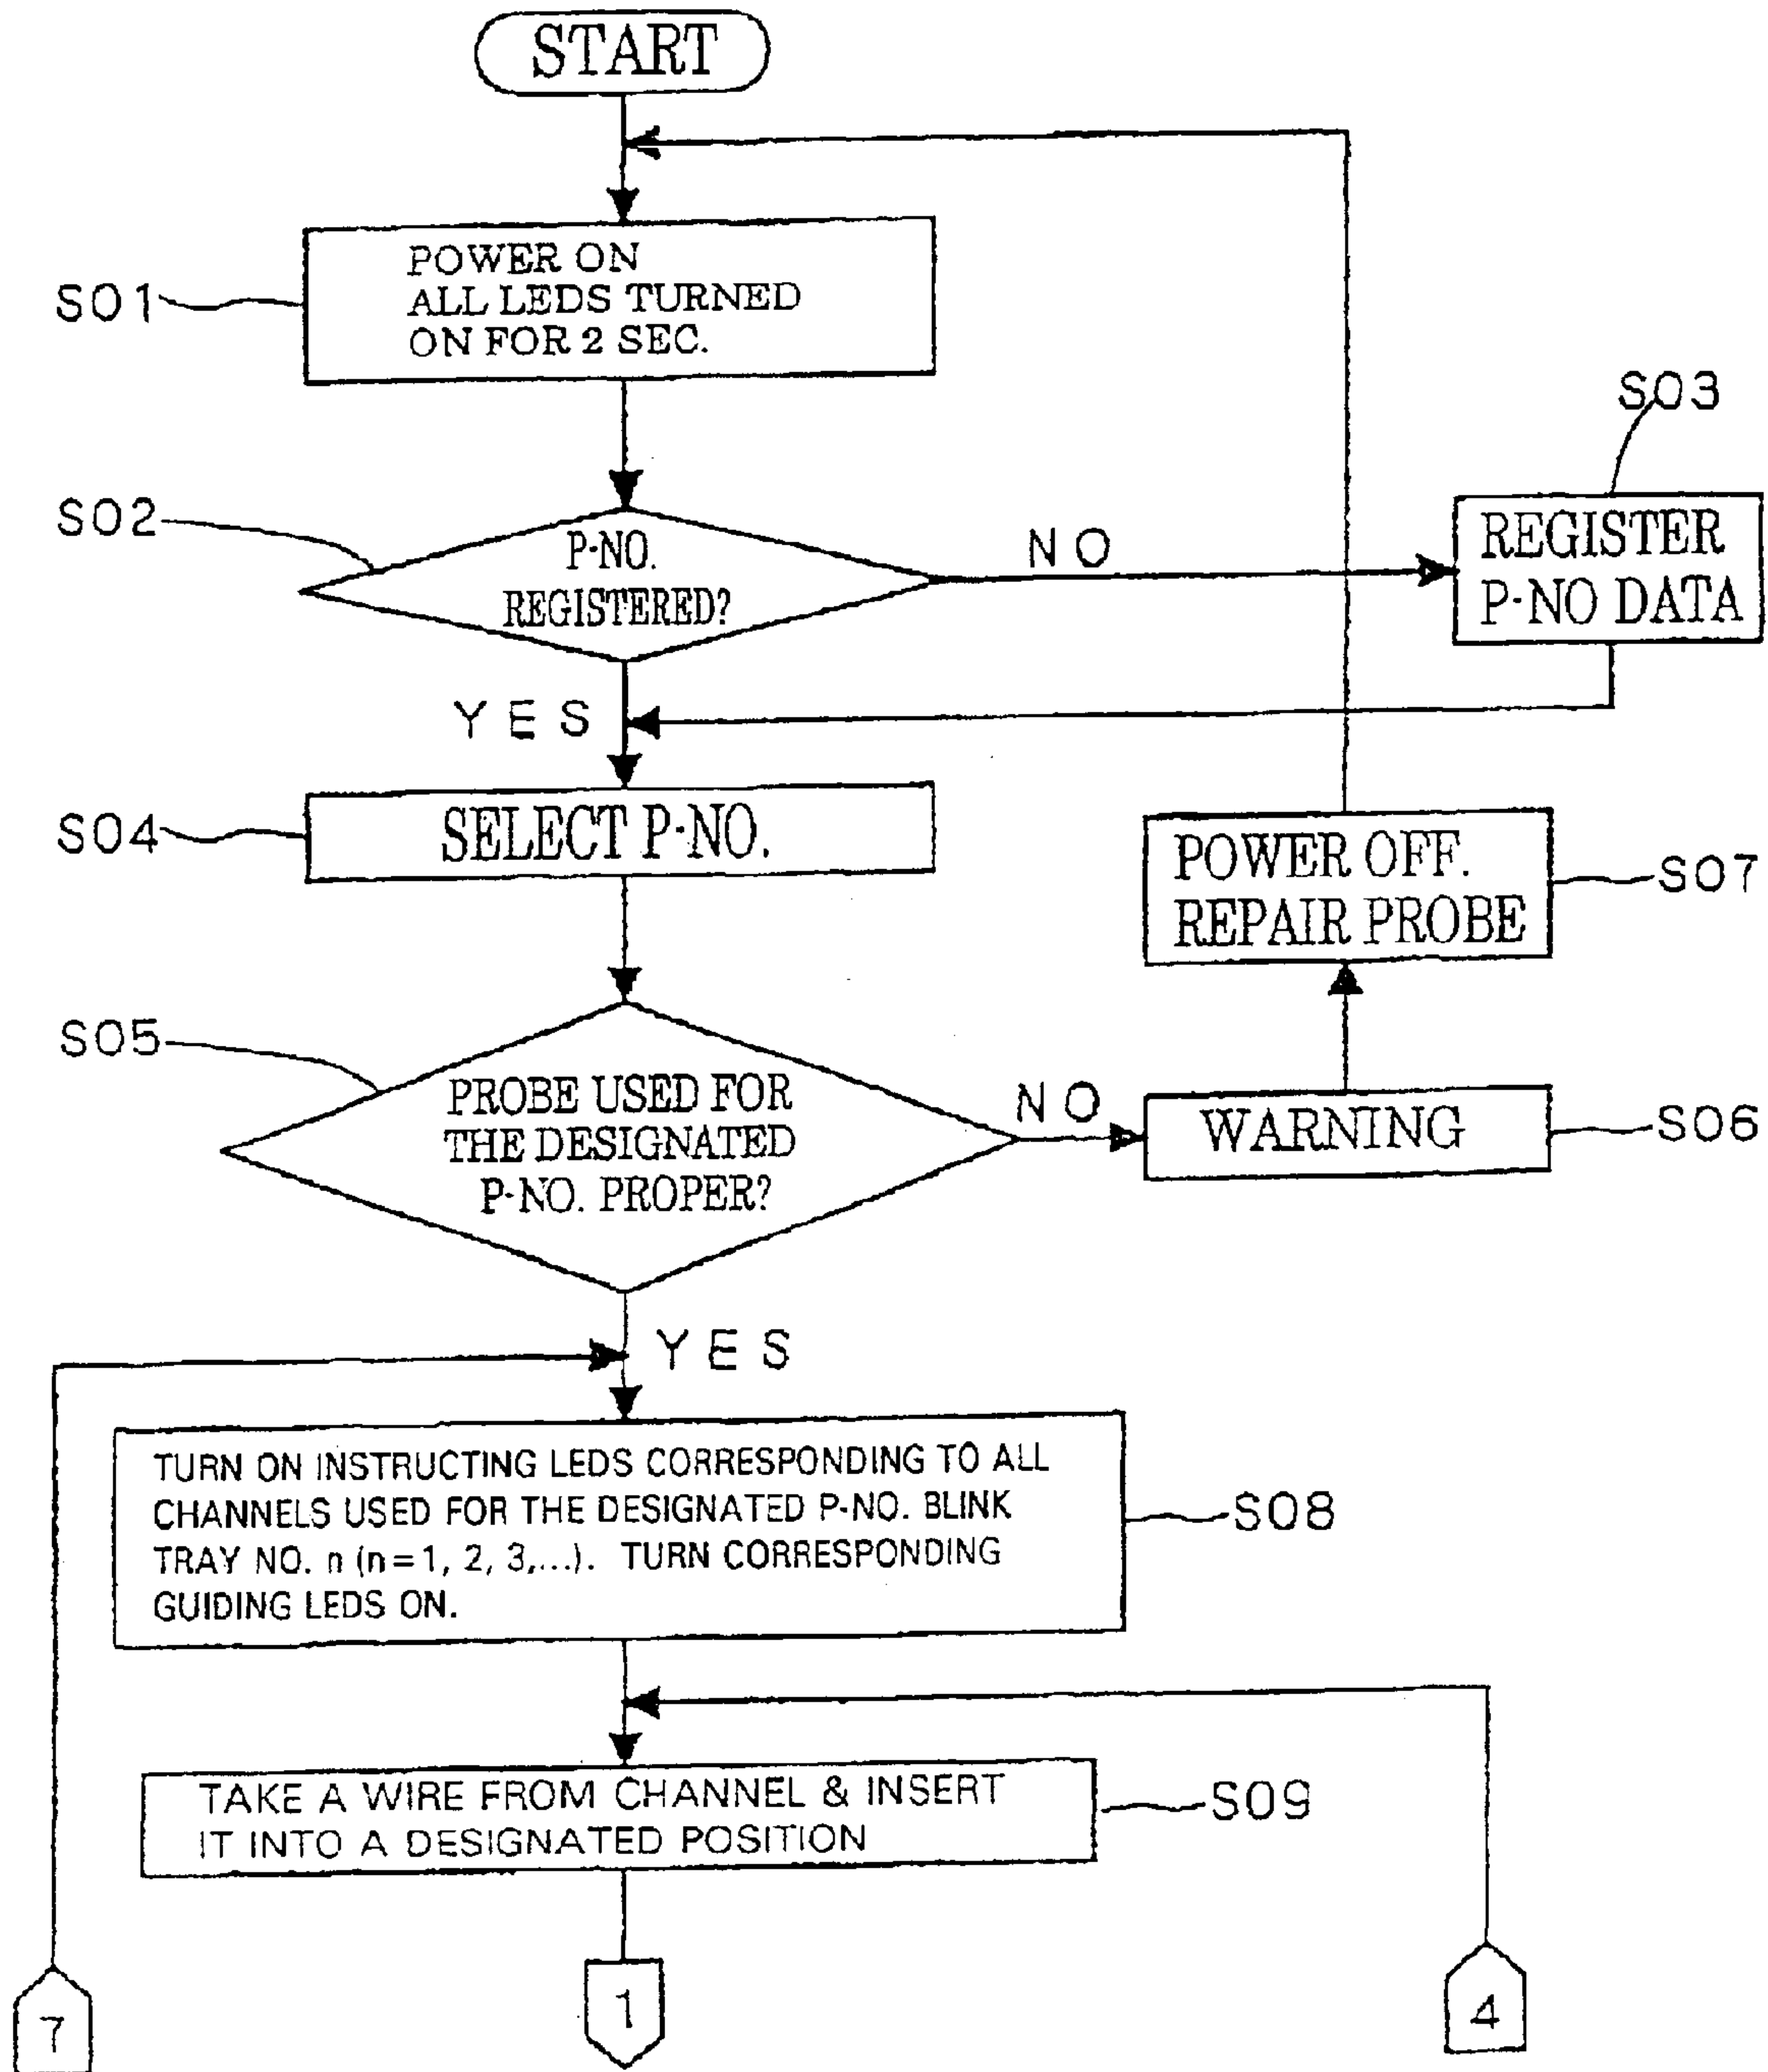 START
S01
POWER ON
ALL LEDS TURNED
ON FOR 2 SEC.
S02
P-NO.
REGISTERED?
NO
S03
REGISTER
P-NO DATA
YES
S04
SELECT P-NO.
S05
PROBE USED FOR
THE DESIGNATED
P-NO. PROPER?
NO
WARNING
S06
POWER OFF.
REPAIR PROBE
S07
YES
TURN ON INSTRUCTING LEDS CORRESPONDING TO ALL
CHANNELS USED FOR THE DESIGNATED P-NO. BLINK
TRAY NO. n (n=1, 2, 3,...). TURN CORRESPONDING
GUIDING LEDS ON.
S08
TAKE A WIRE FROM CHANNEL & INSERT
IT INTO A DESIGNATED POSITION
S09
7
1
4